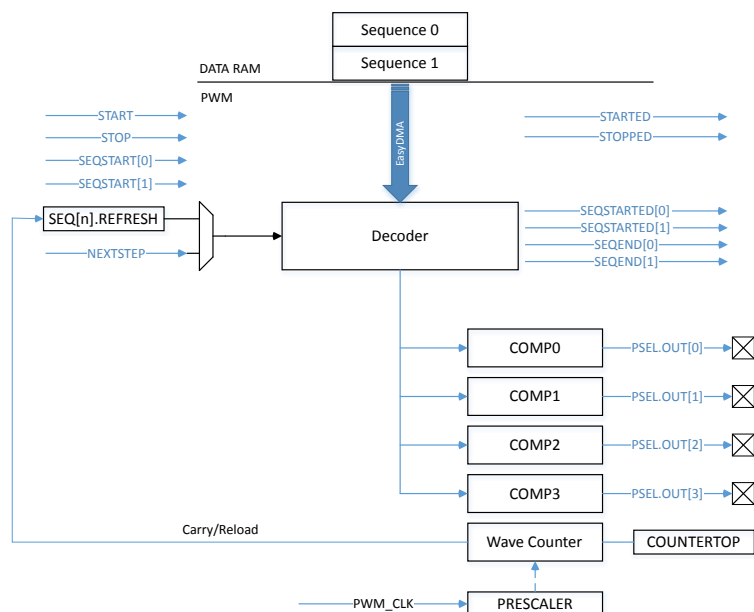 Sequence 0
Sequence 1
DATA RAM
PWM
START
STARTED
STOP
STOPPED
EasyDMA
SEQSTART[0]
SEQSTART[1]
SEQ[n].REFRESH
Decoder
SEQSTARTED[0]
SEQSTARTED[1]
SEQEND[0]
SEQEND[1]
NEXTSTEP
COMP0
PSEL.OUT[0]
COMP1
PSEL.OUT[1]
COMP2
PSEL.OUT[2]
COMP3
PSEL.OUT[3]
Carry/Reload
Wave Counter
COUNTERTOP
PWM_CLK
PRESCALER